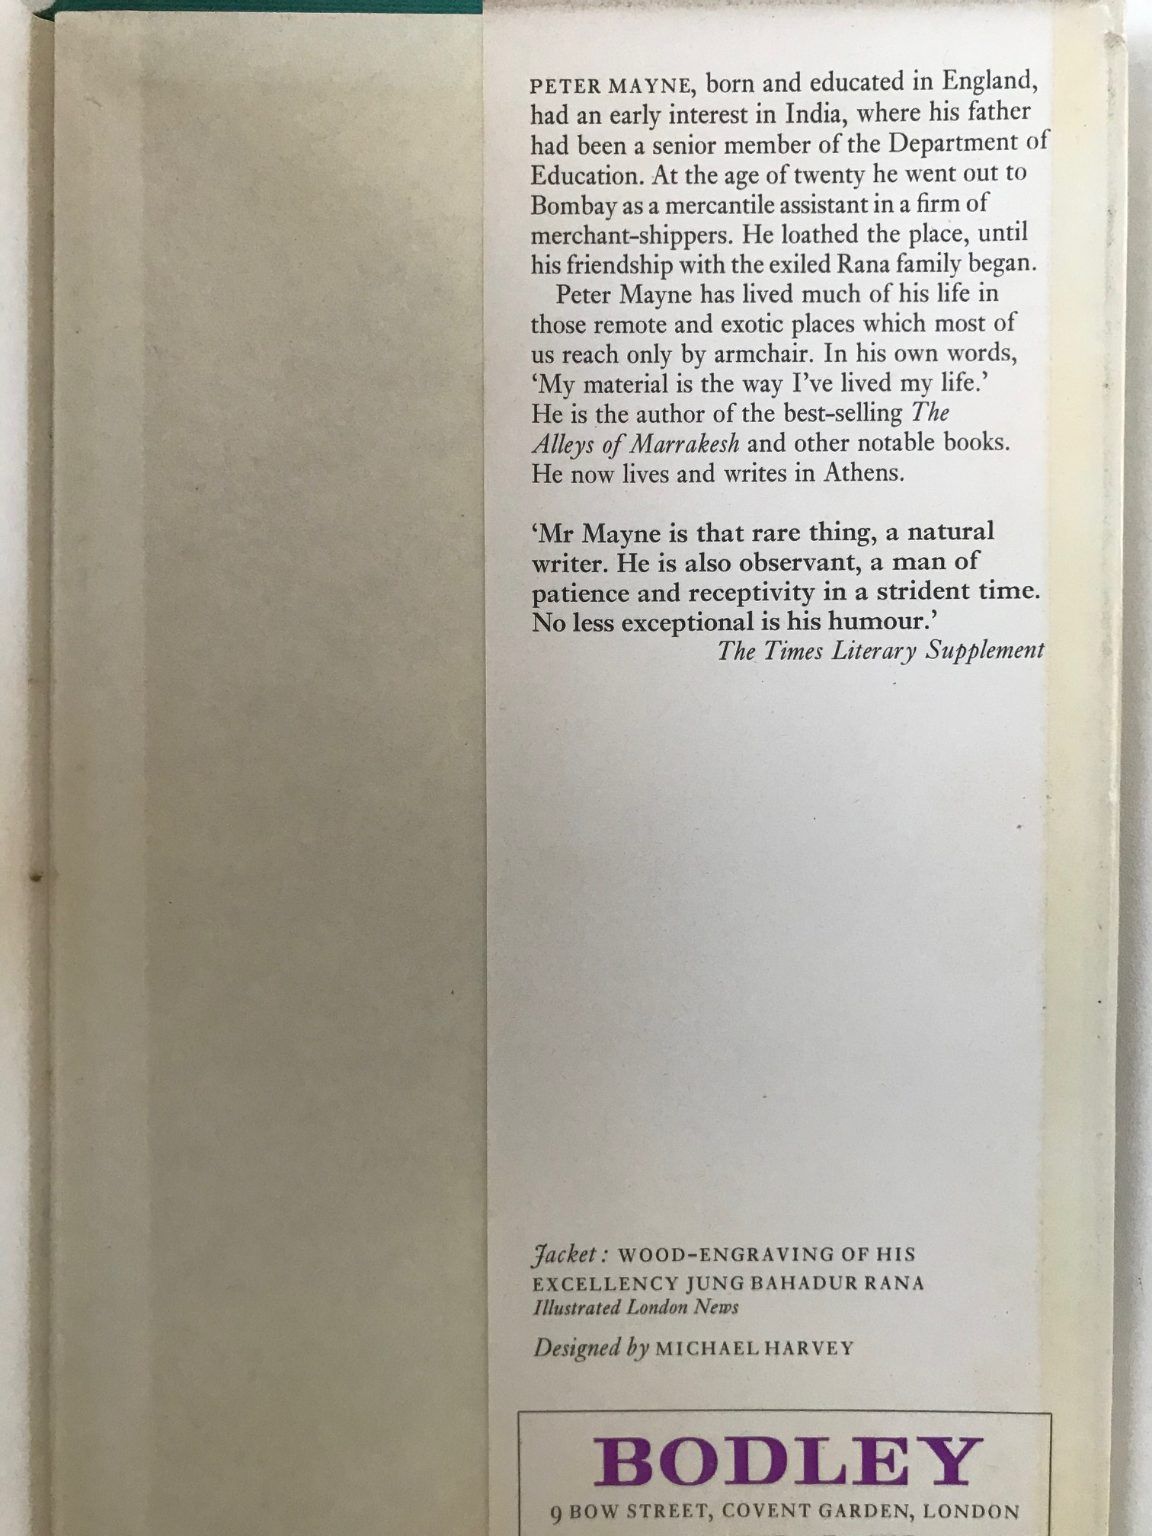 PETER MAYNE, born and educated in England,
had an early interest in India, where his father
had been a senior member of the Department of
Education. At the age of twenty he went out to
Bombay as a mercantile assistant in a firm of
merchant-shippers. He loathed the place, until
his friendship with the exiled Rana family began.
Peter Mayne has lived much of his life in
those remote and exotic places which most of
us reach only by armchair. In his own words,
‘My material is the way I’ve lived my life.’
He is the author of the best-selling The
Alleys of Marrakesh and other notable books.
He now lives and writes in Athens.
‘Mr Mayne is that rare thing, a natural
writer. He is also observant, a man of
patience and receptivity in a strident time.
No less exceptional is his humour.’
The Times Literary Supplement
Jacket: WOOD-ENGRAVING OF HIS
EXCELLENCY JUNG BAHADUR RANA
Illustrated London News
Designed by MICHAEL HARVEY
BODLEY
9 BOW STREET, COVENT GARDEN, LONDON